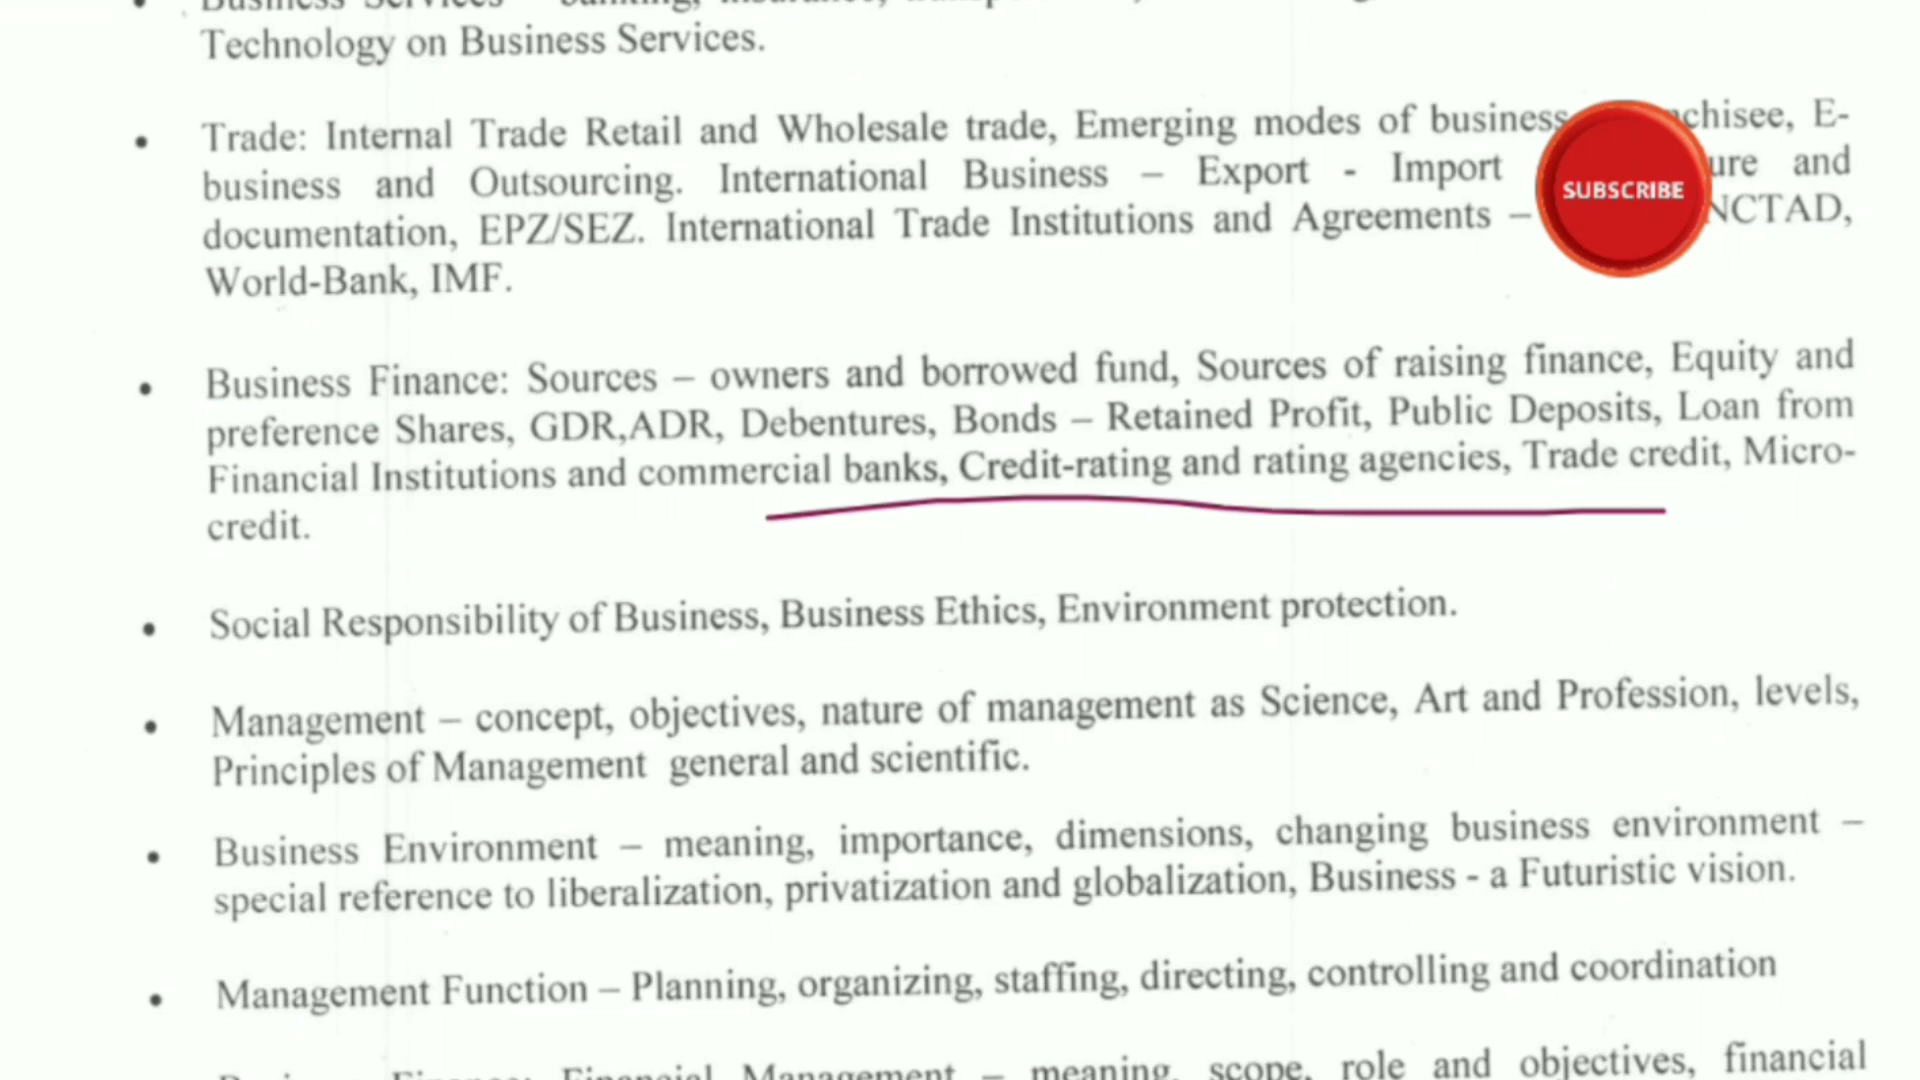 Technology on Business Services.
• Trade: Internal Trade Retail and Wholesale trade, Emerging modes of business E-
business and Outsourcing. International Business – Export - Import and
documentation, EPZ/SEZ. International Trade Institutions and Agreements –
World-Bank, IMF.
SUBSCRIBE
• Business Finance: Sources – owners and borrowed fund, Sources of raising finance, Equity and
preference Shares, GDR,ADR, Debentures, Bonds – Retained Profit, Public Deposits, Loan from
Financial Institutions and commercial banks, Credit-rating and rating agencies, Trade credit, Micro-
credit.
• Social Responsibility of Business, Business Ethics, Environment protection.
• Management – concept, objectives, nature of management as Science, Art and Profession, levels,
Principles of Management general and scientific.
• Business Environment – meaning, importance, dimensions, changing business environment –
special reference to liberalization, privatization and globalization, Business - a Futuristic vision.
• Management Function – Planning, organizing, staffing, directing, controlling and coordination
Financial Management – meaning, scope, role and objectives, financial